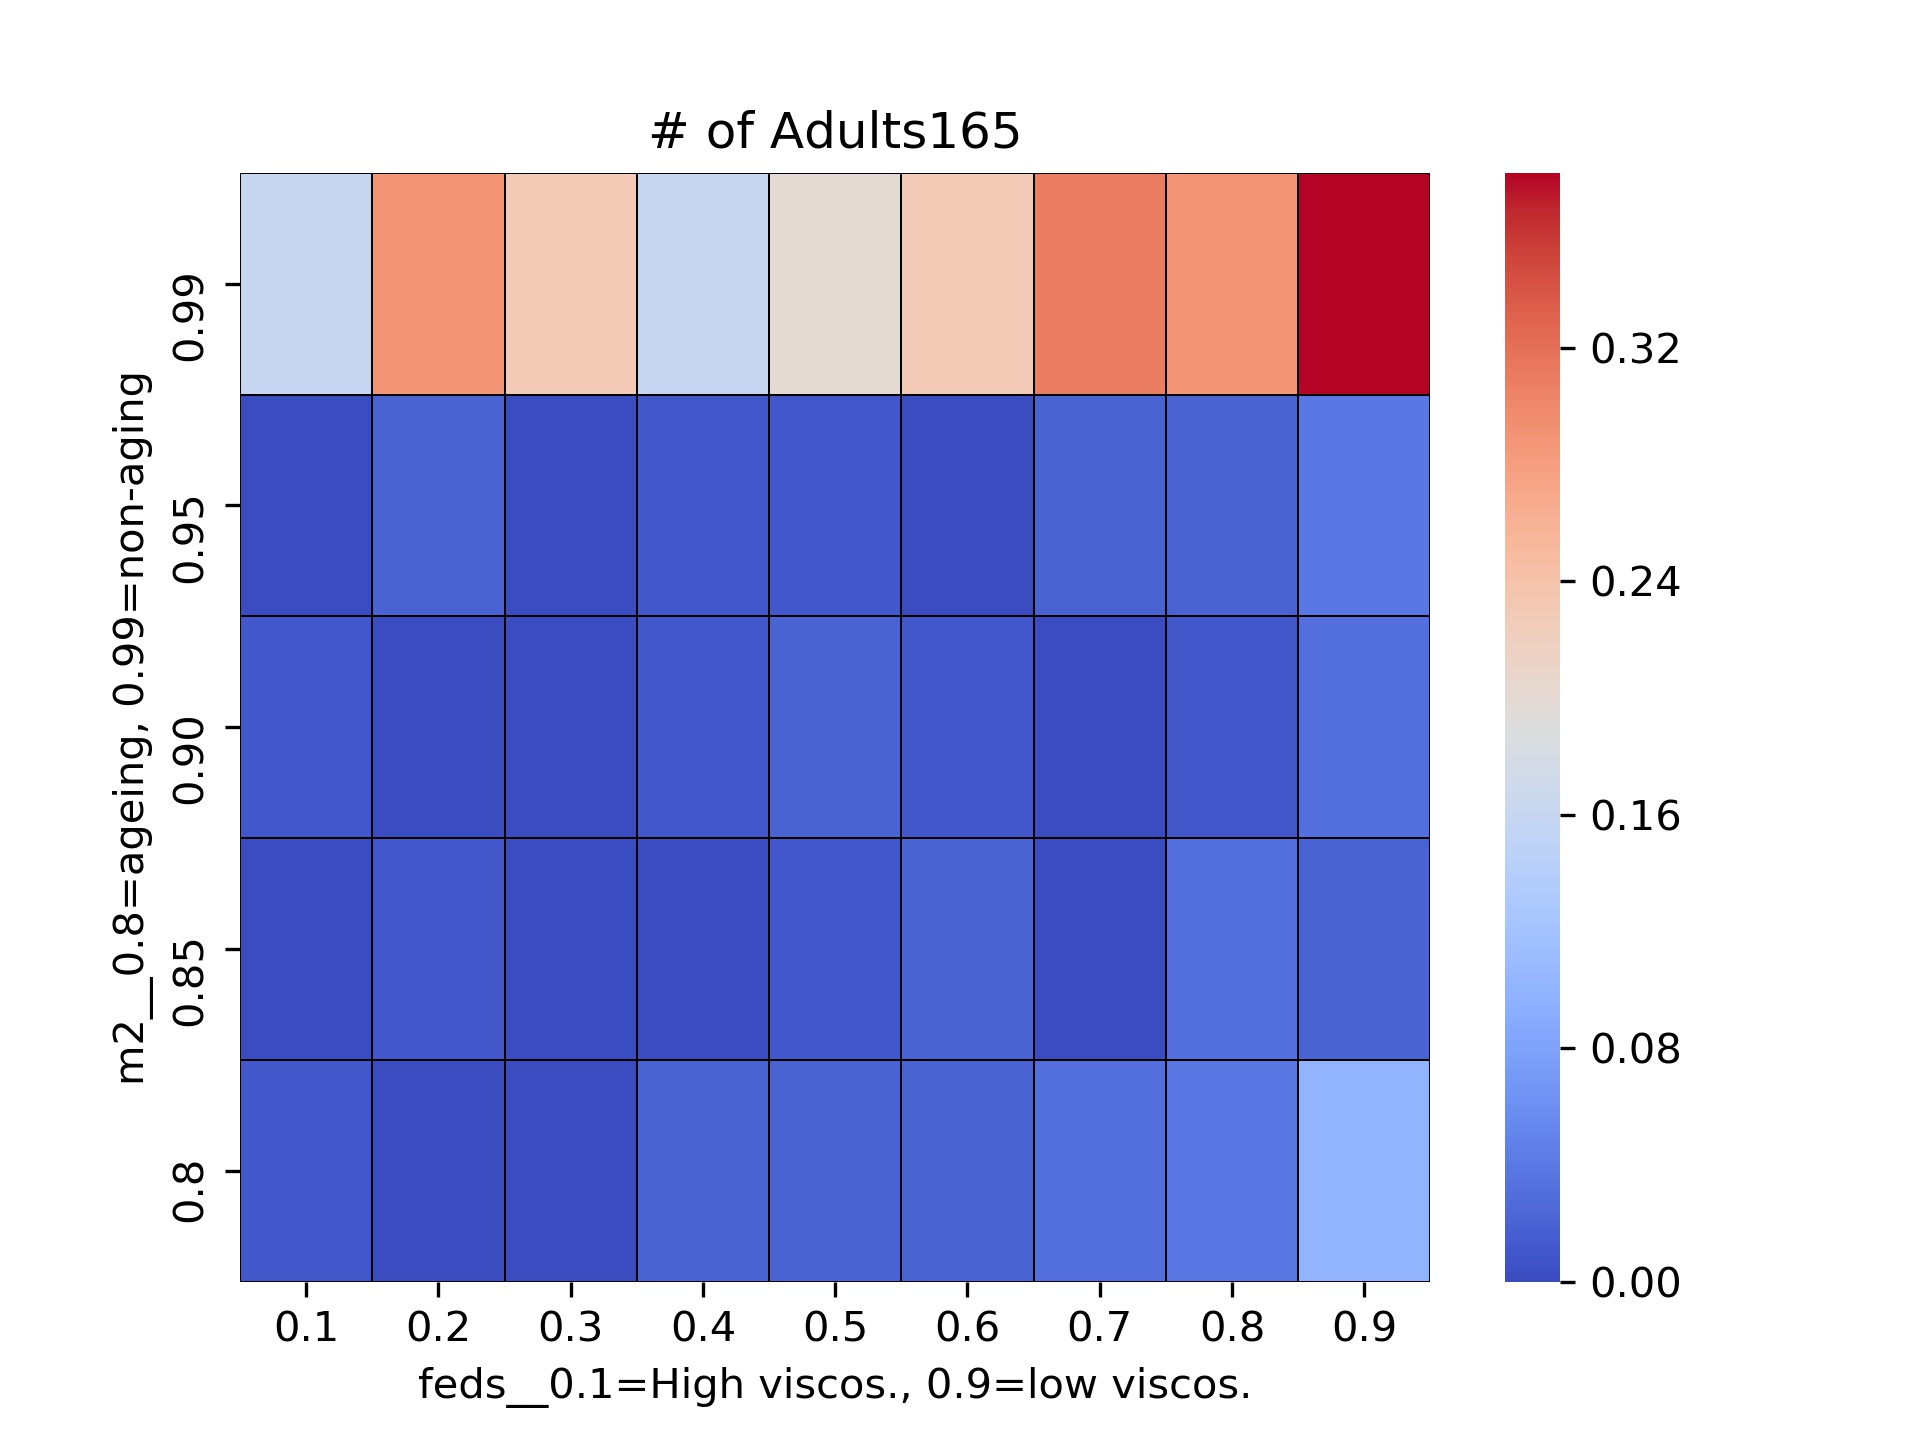 # of Adults165
m2__0.8=ageing, 0.99=non-aging
0.99
0.95
0.90
0.85
0.8
0.1 0.2 0.3 0.4 0.5 0.6 0.7 0.8 0.9
feds__0.1=High viscos., 0.9=low viscos.
0.32
0.24
0.16
0.08
0.00